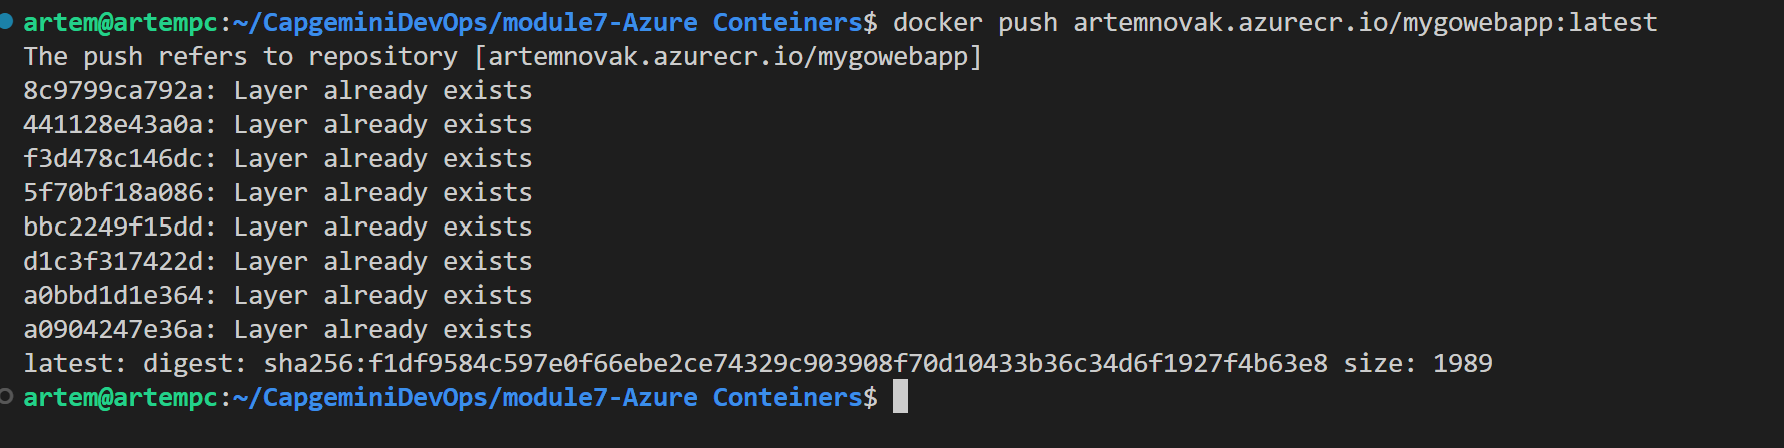 artem@artempc:~/CapgeminiDevOps/module7-Azure Conteiners$ docker push artemnovak.azurecr.io/mygowebapp:latest
The push refers to repository [artemnovak.azurecr.io/mygowebapp]
8c9799ca792a: Layer already exists
441128e43a0a: Layer already exists
f3d478c146dc: Layer already exists
5f70bf18a086: Layer already exists
bbc2249f15dd: Layer already exists
d1c3f317422d: Layer already exists
a0bbd1d1e364: Layer already exists
a0904247e36a: Layer already exists
latest: digest: sha256:f1df9584c597e0f66ebe2ce74329c903908f70d10433b36c34d6f1927f4b63e8 size: 1989
artem@artempc:~/CapgeminiDevOps/module7-Azure Conteiners$